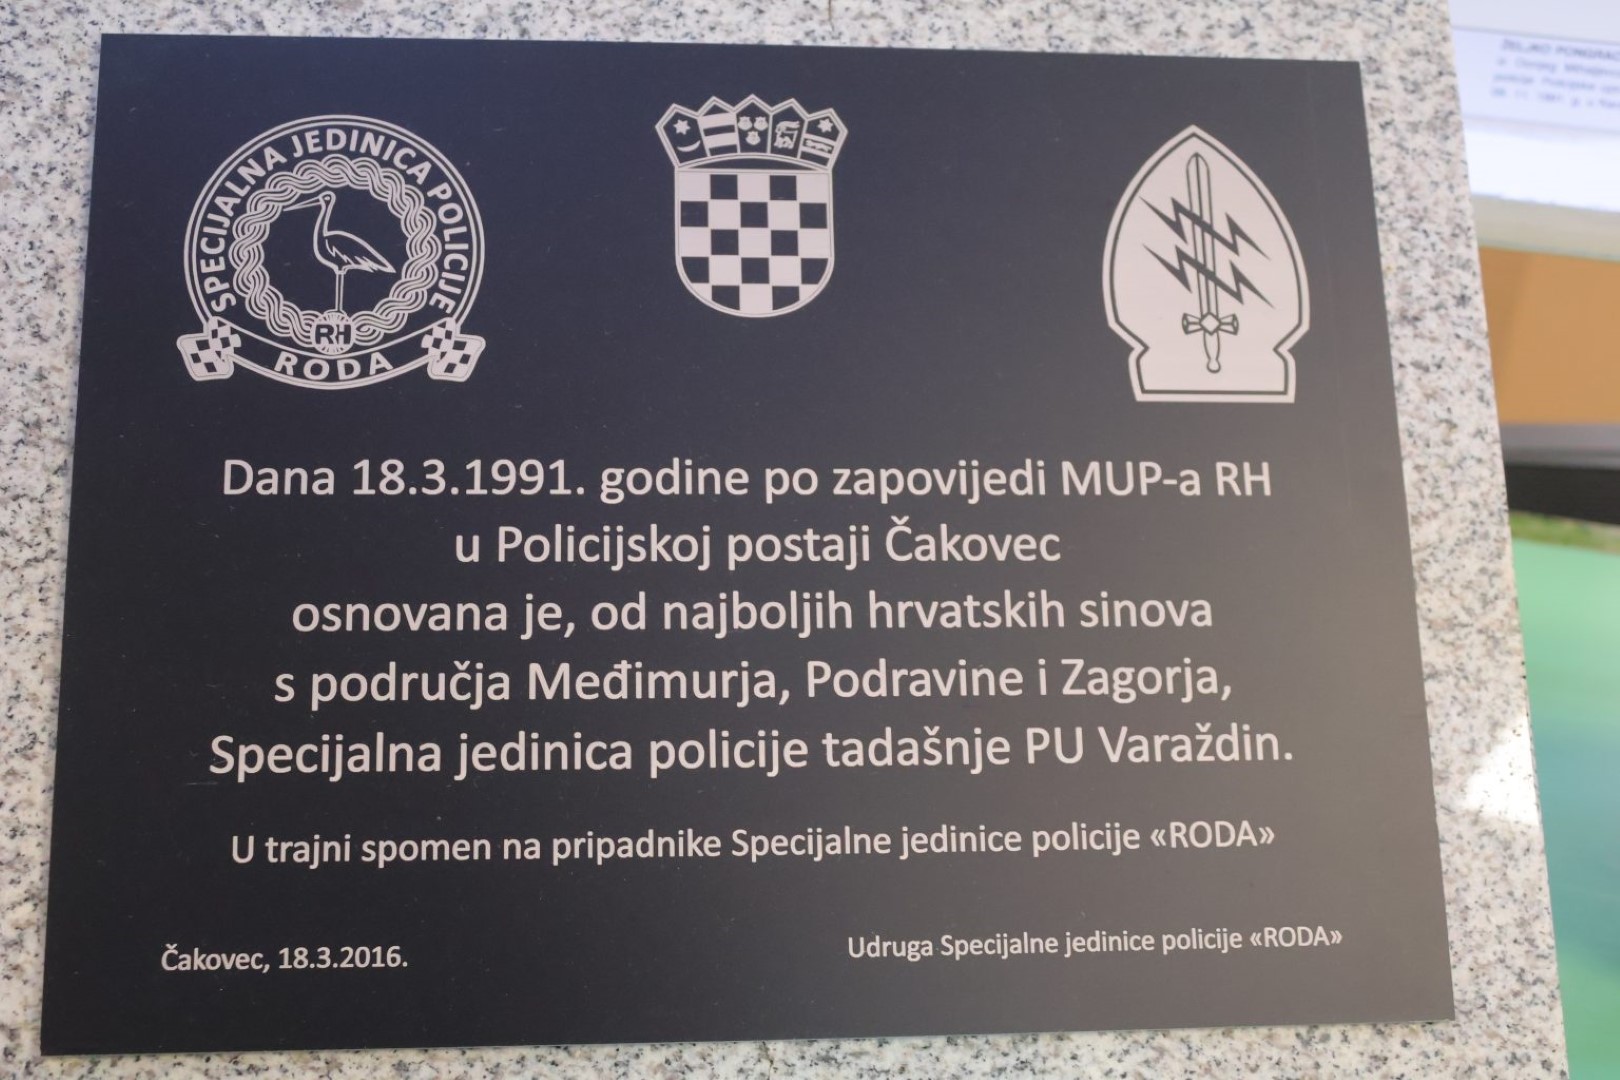 SPECIJALNA JEDINICA POLICIJE
RH
RODA
Dana 18.3.1991. godine po zapovijedi MUP-a RH
u Policijskoj postaji Čakovec
osnovana je, od najboljih hrvatskih sinova
s područja Međimurja, Podravine i Zagorja,
Specijalna jedinica policije tadašnje PU Varaždin.
U trajni spomen na pripadnike Specijalne jedinice policije «RODA»
Čakovec, 18.3.2016.
Udruga Specijalne jedinice policije «RODA»